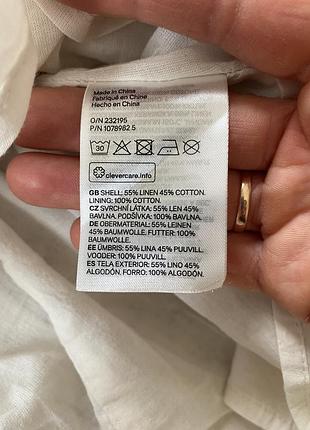 Made in China
Fabriqué en Chine
Hecho en China
O/N 232195
P/N 1078982 5
clevercare.info
GB SHELL: 55% LINEN 45% COTTON.
LINING: 100% COTTON.
CZ SVRCHNÍ LÁTKA: 55% LEN 45%
BAVLNA. PODŠÍVKA: 100% BAVLNA.
DE OBERMATERIAL: 55% LEINEN
45% BAUMWOLLE. FUTTER: 100%
BAUMWOLLE.
EE ÜMBRIS: 55% LINA 45% PUUVILL.
VOODER: 100% PUUVILL.
ES TELA EXTERIOR: 55% LINO 45%
ALGODÓN. FORRO: 100% ALGODÓN.